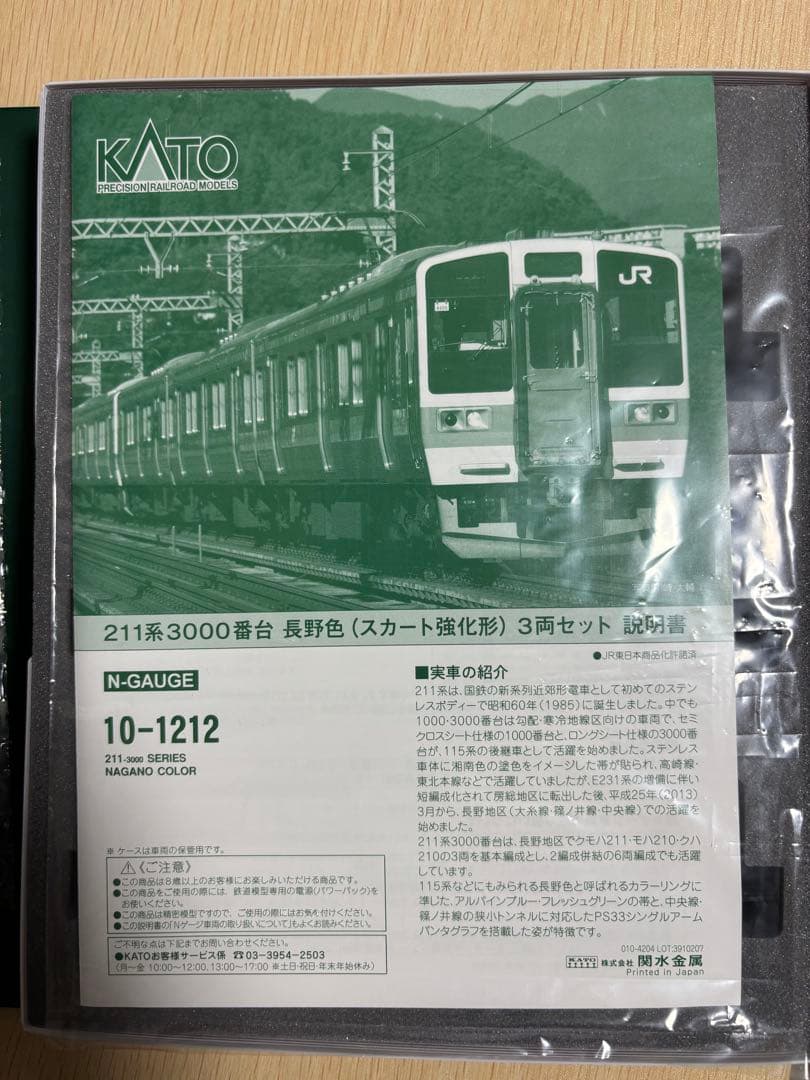 KATO
PRECISION RAILROAD MODELS
JR
211系3000番台 長野色(スカート強化形) 3両セット 説明書
●JR東日本商品化許諾済
N-GAUGE
10-1212
211-3000 SERIES
NAGANO COLOR
■実車の紹介
211系は、国鉄の新系列近郊形電車として初めてのステン
レスボディーで昭和60年(1985)に誕生しました。中でも
1000・3000番台は勾配・寒冷地線区向けの車両で、セミ
クロスシート仕様の1000番台と、ロングシート仕様の3000番
台が、115系の後継車として活躍を始めました。ステンレス
車体に湘南色の塗色をイメージした帯が貼られ、高崎線・
東北本線などで活躍していましたが、E231系の増備に伴い
短編成化されて房総地区に転出した後、平成25年(2013)
3月から、長野地区(大糸線・篠ノ井線・中央線)での活躍を
始めました。
211系3000番台は、長野地区でクモハ211・モハ210・クハ
210の3両を基本編成とし、2編成併結の6両編成でも活躍
しています。
115系などにもみられる長野色と呼ばれるカラーリングに
準じた、アルパインブルー・フレッシュグリーンの帯と、中央線・
篠ノ井線の狭小トンネルに対応したPS33シングルアーム
パンタグラフを搭載した姿が特徴です。
※ ケースは車両の保管用です。
⚠《ご注意》
●この商品は8歳以上のお客様にお楽しみいただける商品です。
●この商品をご使用の際には、鉄道模型専用の電源(パワーパック)を
お使いください。
●この商品は精密模型ですので、ご使用の際にはお気を付けください。
●この説明書の「Nゲージ車両の取り扱いについて」もよくお読みください。
ご不明な点は下記までお問い合わせください。
●KATOお客様サービス係 ☎03-3954-2503
(月〜金 10:00〜12:00、13:00〜17:00 ※土日・祝日・年末年始休み)
010-4204 LOT:3910207
KATO 株式会社 関水金属
Printed in Japan